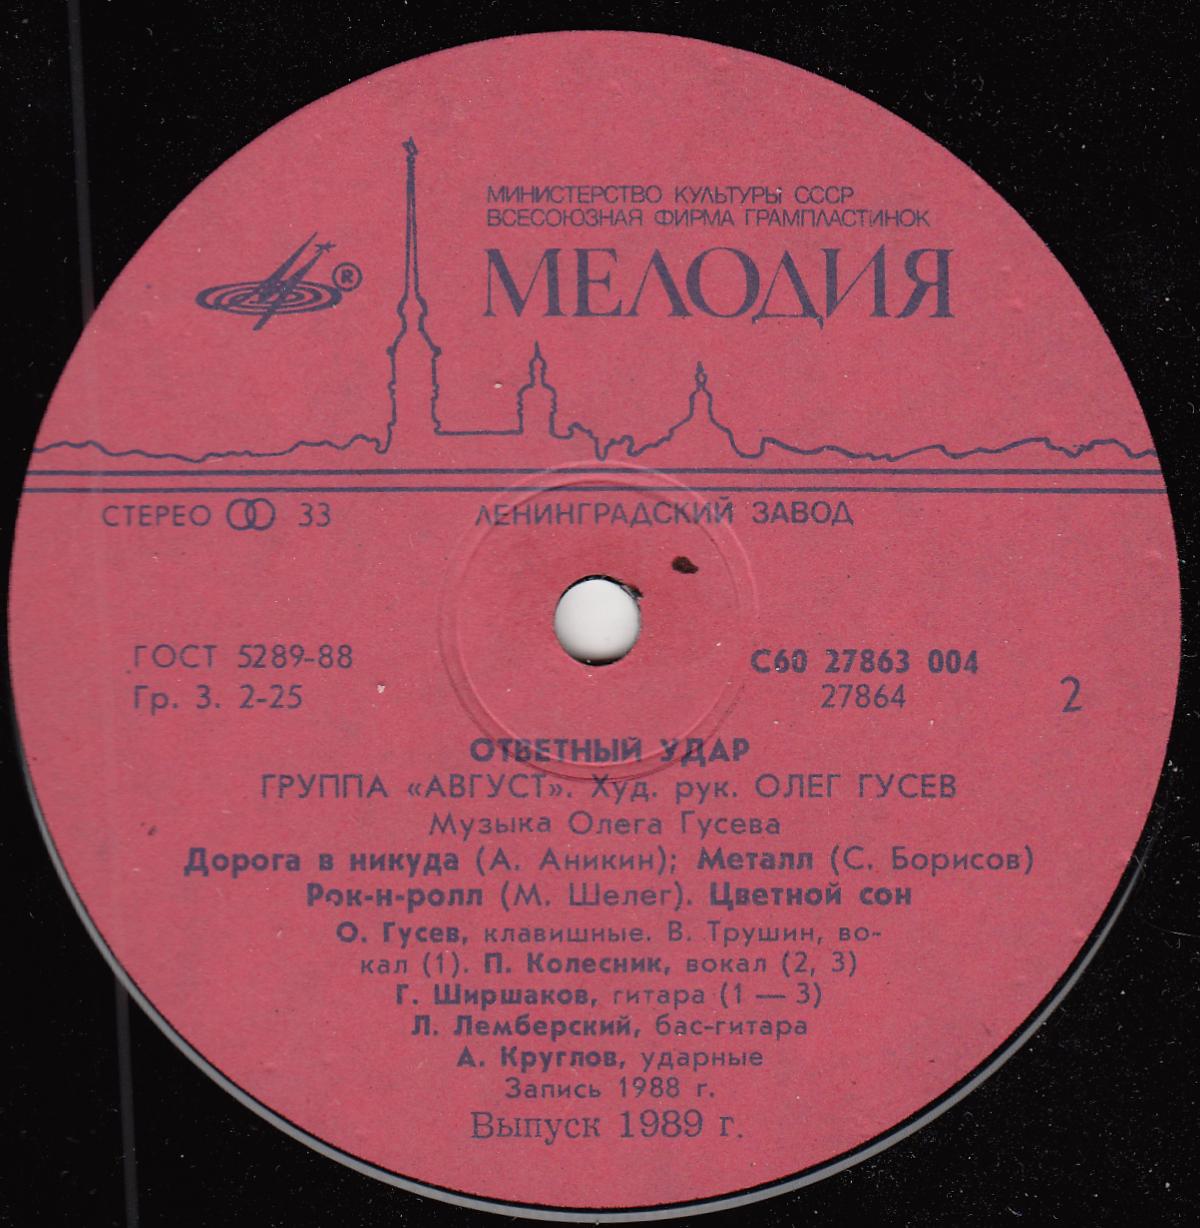 МИНИСТЕРСТВО КУЛЬТУРЫ СССР
ВСЕСОЮЗНАЯ ФИРМА ГРАМПЛАСТИНОК
МЕЛОДИЯ
®
СТЕРЕО 33 ЛЕНИНГРАДСКИЙ ЗАВОД
ГОСТ 5289-88
Гр. 3. 2-25
С60 27863 004
27864
2
ОТВЕТНЫЙ УДАР
ГРУППА «АВГУСТ». Худ. рук. ОЛЕГ ГУСЕВ
Музыка Олега Гусева
Дорога в никуда (А. Аникин); Металл (С. Борисов)
Рок-н-ролл (М. Шелег). Цветной сон
О. Гусев, клавишные. В. Трушин, во-
кал (1). П. Колесник, вокал (2, 3)
Г. Ширшаков, гитара (1 — 3)
Л. Лемберский, бас-гитара
А. Круглов, ударные
Запись 1988 г.
Выпуск 1989 г.